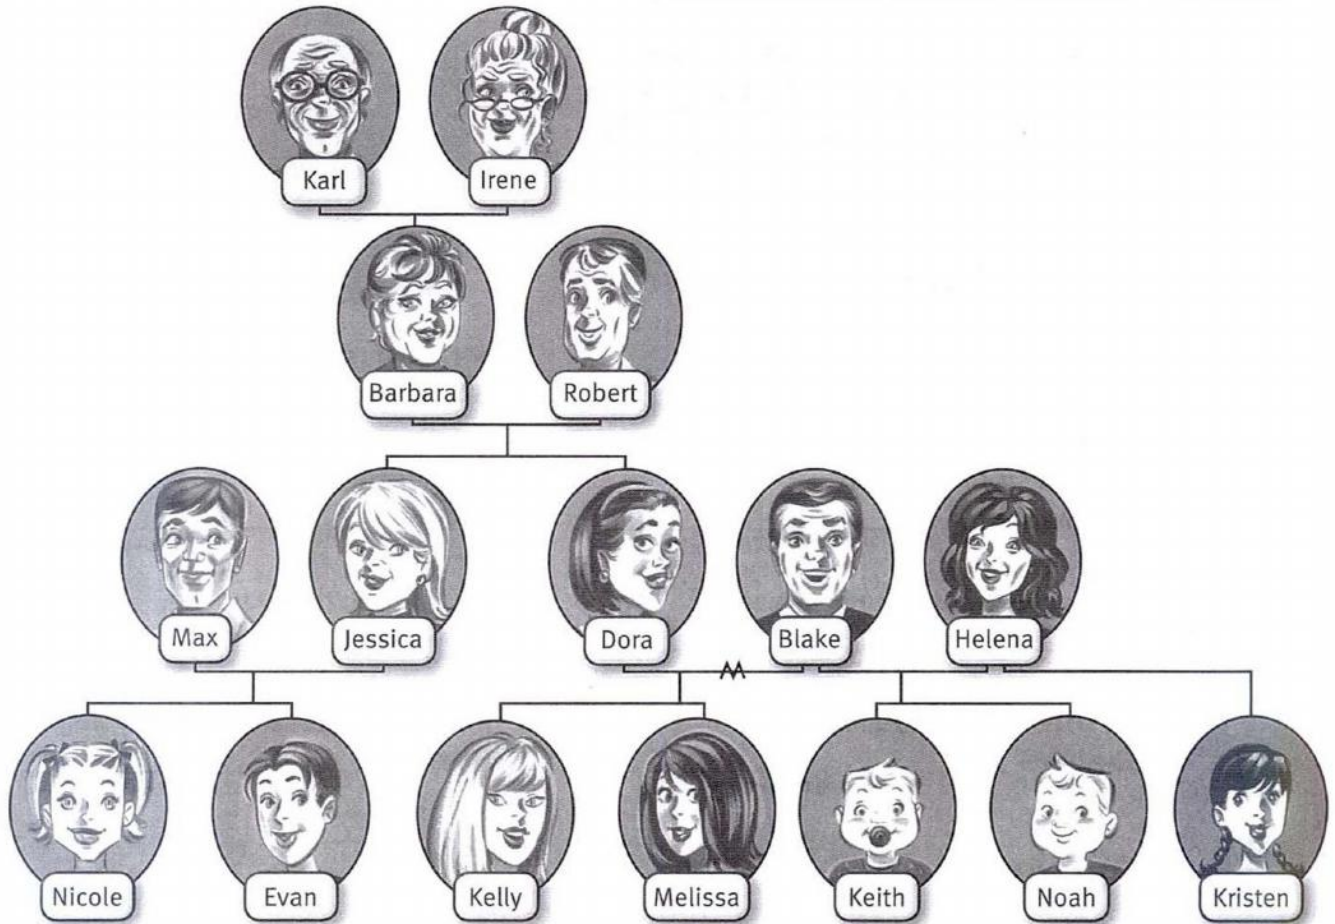 Karl Irene
Barbara Robert
Max Jessica Dora Blake Helena
Nicole Evan Kelly Melissa Keith Noah Kristen